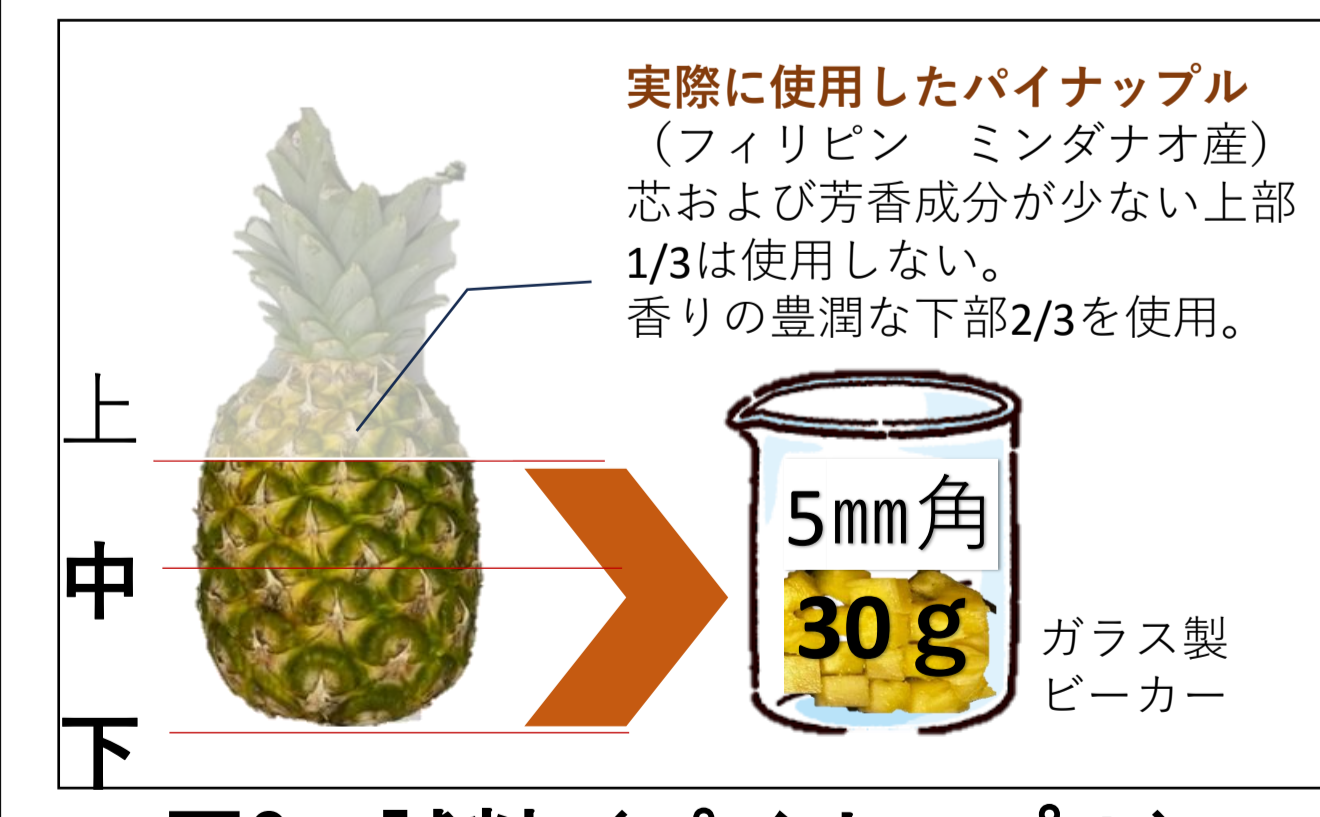 実際に使用したパイナップル
（フィリピン　ミンダナオ産）
芯および芳香成分が少ない上部
1/3は使用しない。
香りの豊潤な下部2/3を使用。
上
中
下
5㎜角
30ｇ
ガラス製
ビーカー